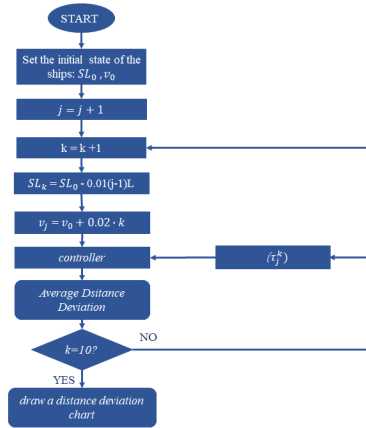 START
Set the initial state of the
ships: SL₀ , v₀
j = j + 1
k = k +1
SLₖ = SL₀ - 0.01(j-1)L
vⱼ = v₀ + 0.02 · k
controller
(τⱼᵏ)
Average Dsitance
Deviation
k=10?
NO
YES
draw a distance deviation
chart